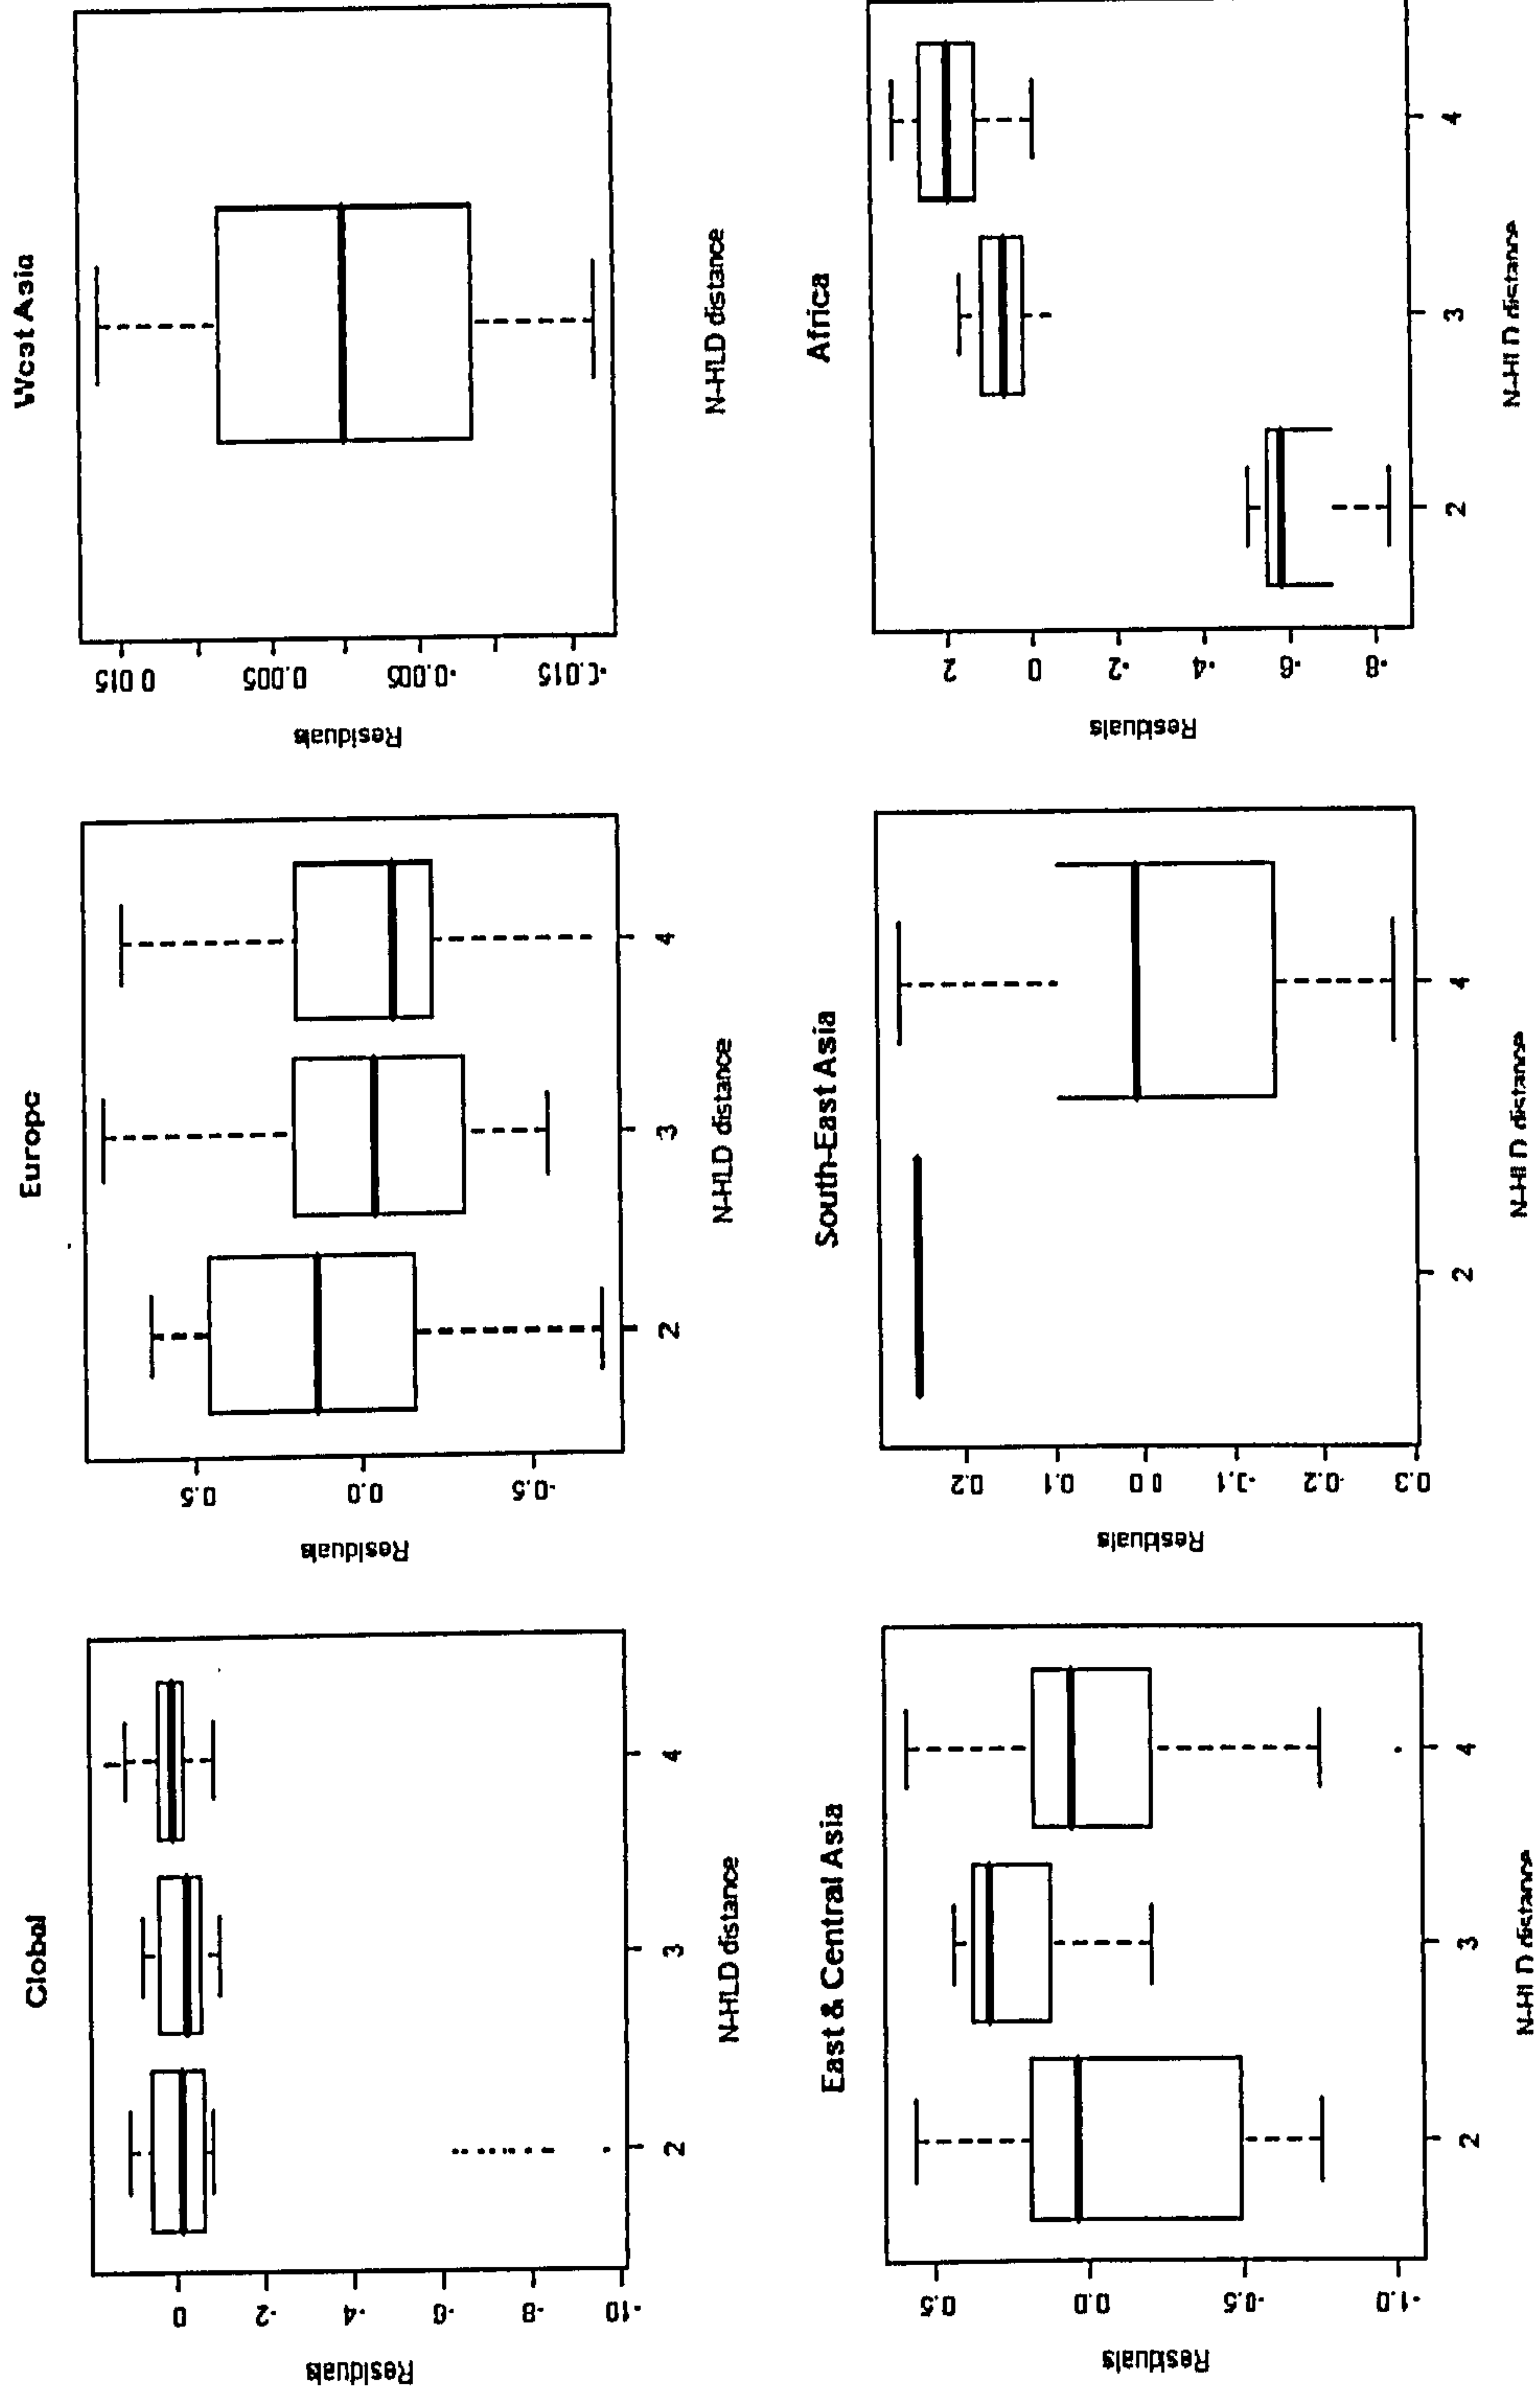 Global
Residuals
0
-2
-4
-6
-8
-10
2
3
4
N-HLD distance
Europe
Residuals
0.5
0.0
-0.5
2
3
4
N-HLD distance
West Asia
Residuals
0 015
0.005
-0.005
-0.015
N-HLD distance
East & Central Asia
Residuals
0.5
0.0
-0.5
-1.0
2
3
4
N-HLD distance
South-East Asia
Residuals
0.2
0.1
0 0
-0.1
-0.2
0.3
2
4
N-HLD distance
Africa
Residuals
2
0
-2
-4
-6
-8
2
3
4
N-HLD distance